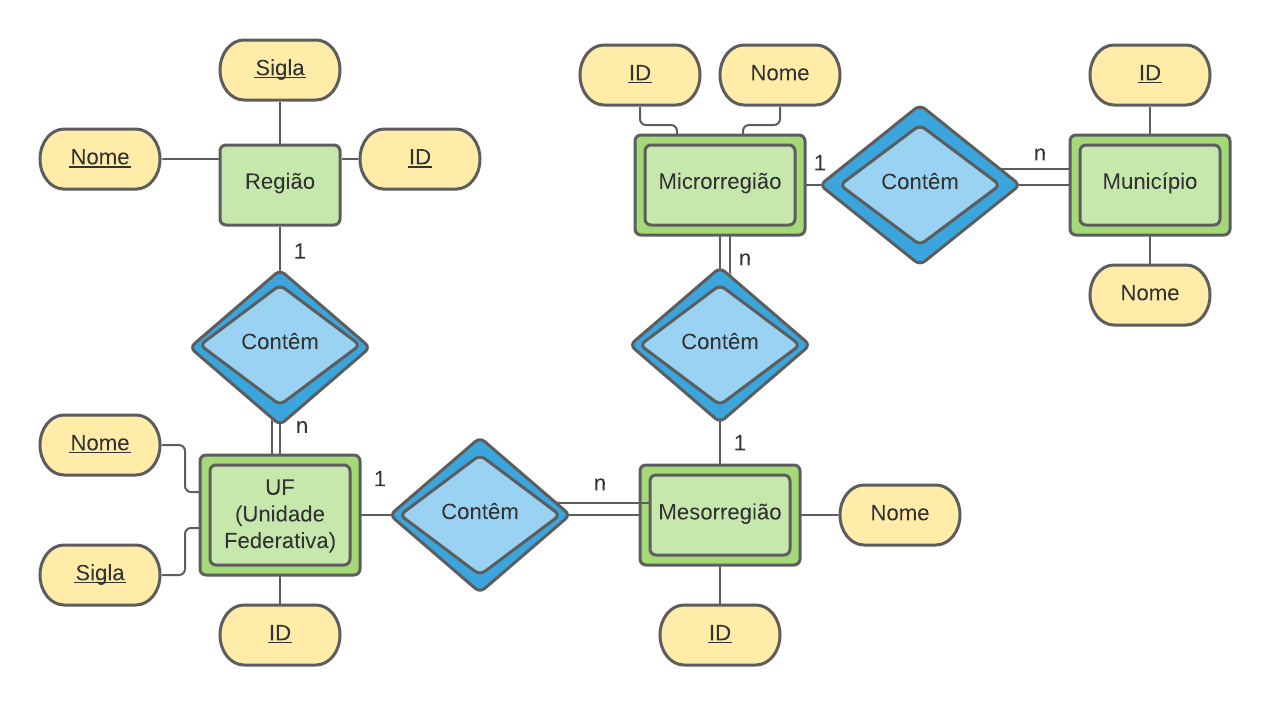 Sigla
ID
Nome
ID
Nome
ID
Região
Microrregião
1
Contêm
n
Município
1
n
Nome
Contêm
Contêm
n
1
Nome
1
n
UF
(Unidade
Federativa)
Contêm
Mesorregião
Nome
Sigla
ID
ID